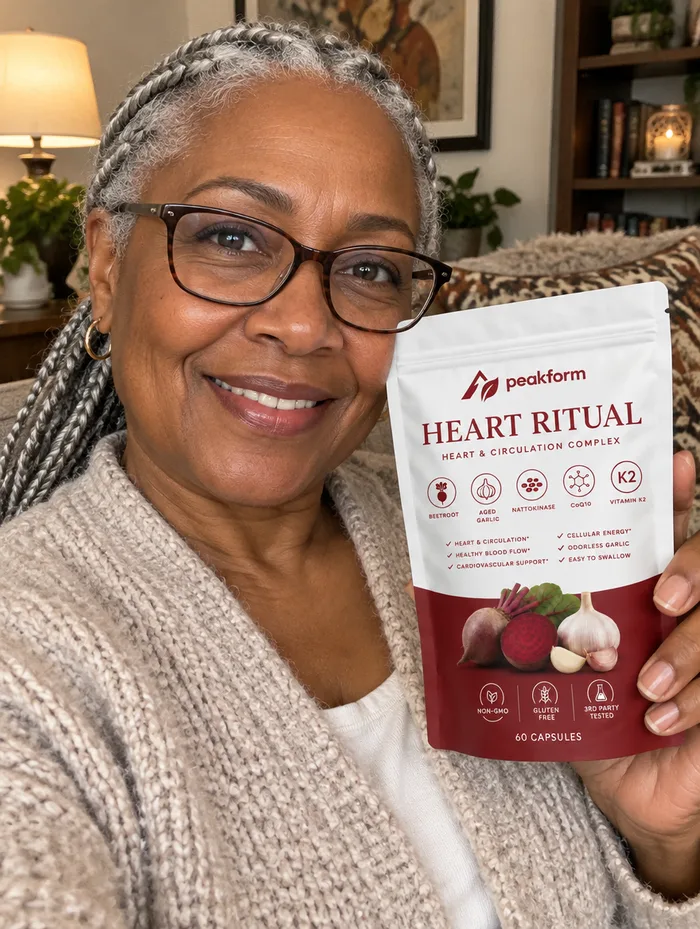 peakform
HEART RITUAL
HEART & CIRCULATION COMPLEX
BEETROOT
AGED
GARLIC
NATTOKINASE
CoQ10
K2
VITAMIN K2
✓ HEART & CIRCULATION*
✓ HEALTHY BLOOD FLOW*
✓ CARDIOVASCULAR SUPPORT*
✓ CELLULAR ENERGY*
✓ ODORLESS GARLIC
✓ EASY TO SWALLOW
NON-GMO
GLUTEN
FREE
3RD PARTY
TESTED
60 CAPSULES